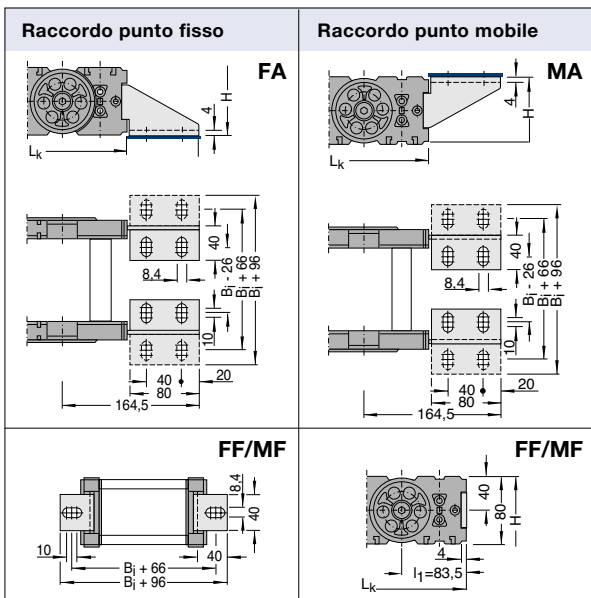 Raccordo punto fisso
Raccordo punto mobile
FA
4
H
Lk
MA
4
H
Lk
40
8,4
Bi - 26
Bi + 66
Bi + 96
10
40
20
80
164,5
40
8,4
Bi - 26
Bi + 66
Bi + 96
10
40
20
80
164,5
FF/MF
8,4
40
10
40
Bi + 66
Bi + 96
FF/MF
40
80
H
4
l1=83,5
Lk